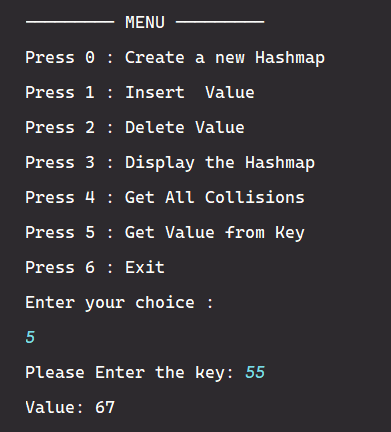 ——————— MENU ———————
Press 0 : Create a new Hashmap
Press 1 : Insert  Value
Press 2 : Delete Value
Press 3 : Display the Hashmap
Press 4 : Get All Collisions
Press 5 : Get Value from Key
Press 6 : Exit
Enter your choice :
5
Please Enter the key: 55
Value: 67